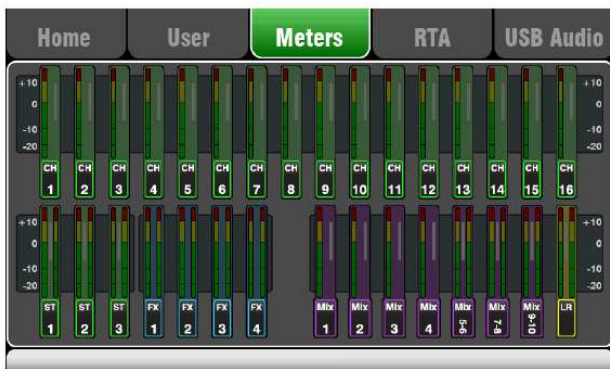 Home User Meters RTA USB Audio
+10 +10
0 0
-10 -10
-20 -20
CH 1 CH 2 CH 3 CH 4 CH 5 CH 6 CH 7 CH 8 CH 9 CH 10 CH 11 CH 12 CH 13 CH 14 CH 15 CH 16
+10 +10
0 0
-10 -10
-20 -20
ST 1 ST 2 ST 3 FX 1 FX 2 FX 3 FX 4 Mix 1 Mix 2 Mix 3 Mix 4 Mix 5-6 Mix 7-8 Mix 9-10 LR